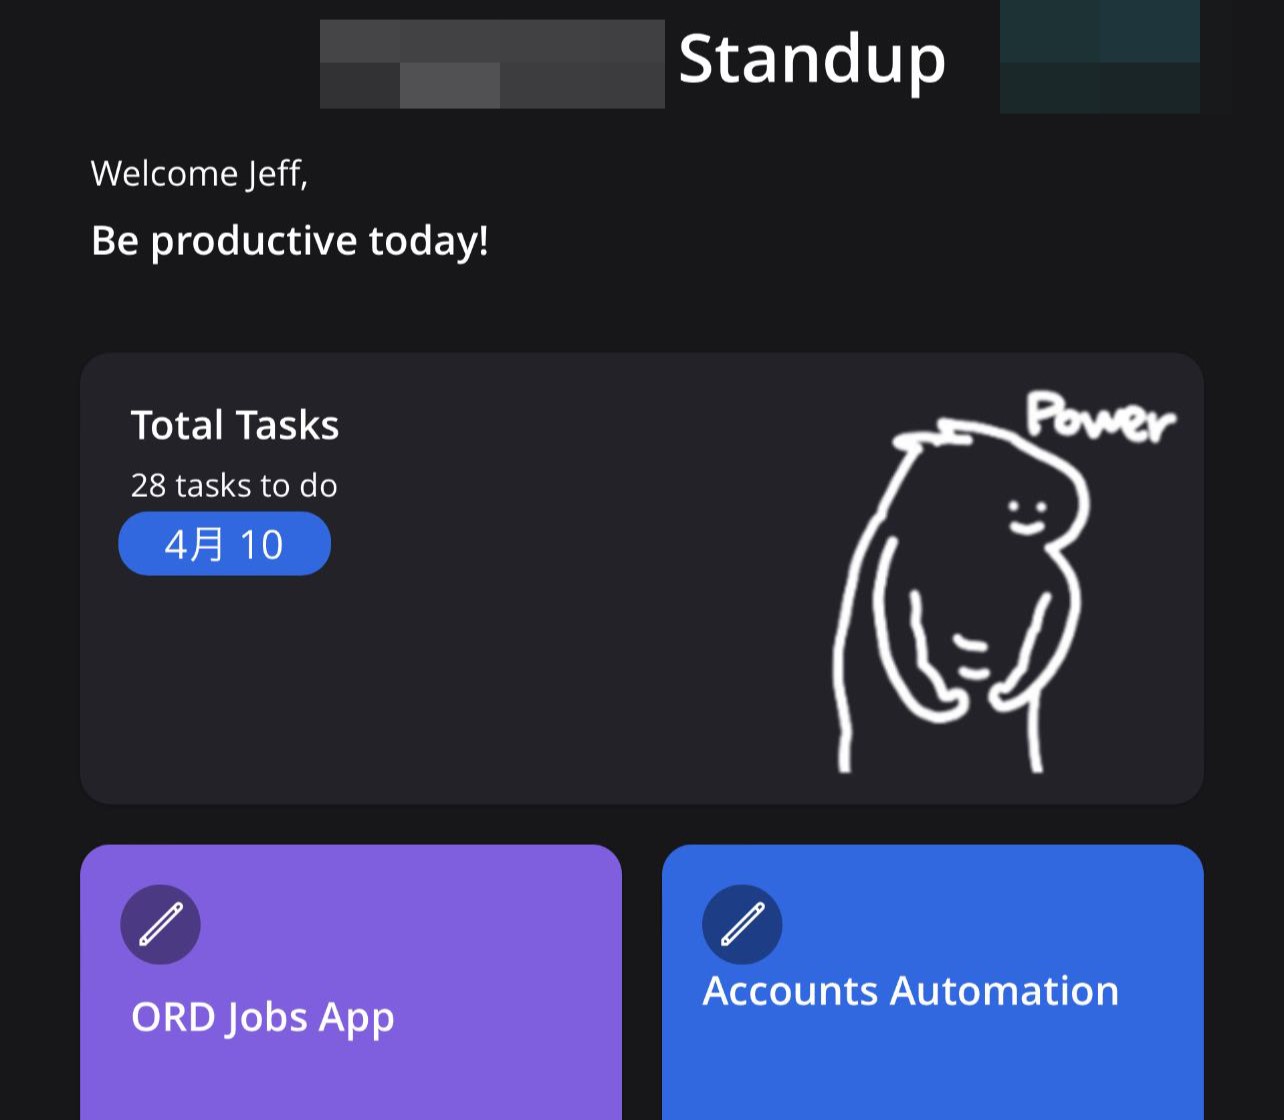 Standup
Welcome Jeff,
Be productive today!
Total Tasks
28 tasks to do
4月 10
Power
ORD Jobs App
Accounts Automation